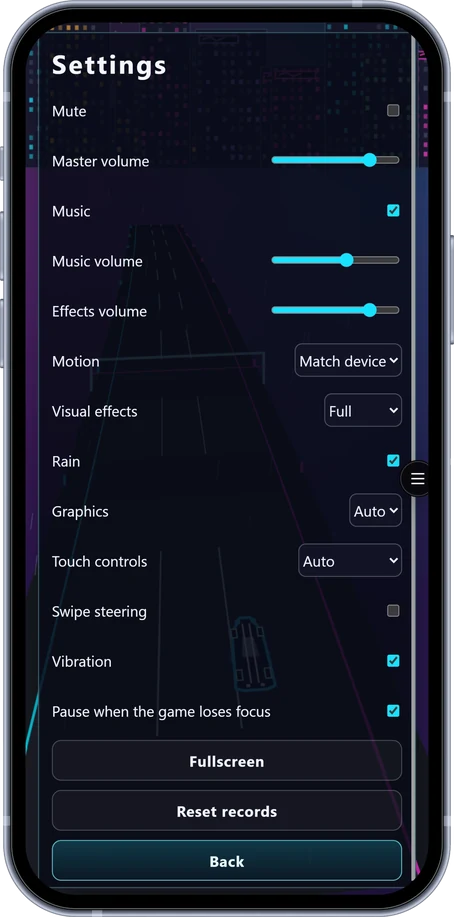 Settings
Mute
Master volume
Music
Music volume
Effects volume
Motion Match device
Visual effects Full
Rain
Graphics Auto
Touch controls Auto
Swipe steering
Vibration
Pause when the game loses focus
Fullscreen
Reset records
Back